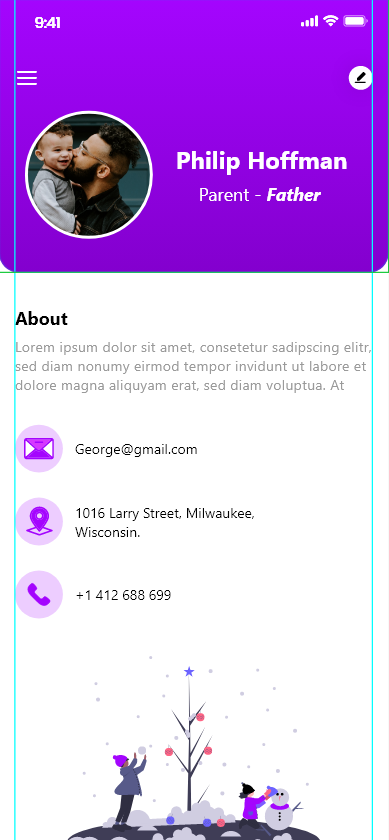 9:41
Philip Hoffman
Parent - Father
About
Lorem ipsum dolor sit amet, consetetur sadipscing elitr,
sed diam nonumy eirmod tempor invidunt ut labore et
dolore magna aliquyam erat, sed diam voluptua. At
George@gmail.com
1016 Larry Street, Milwaukee,
Wisconsin.
+1 412 688 699